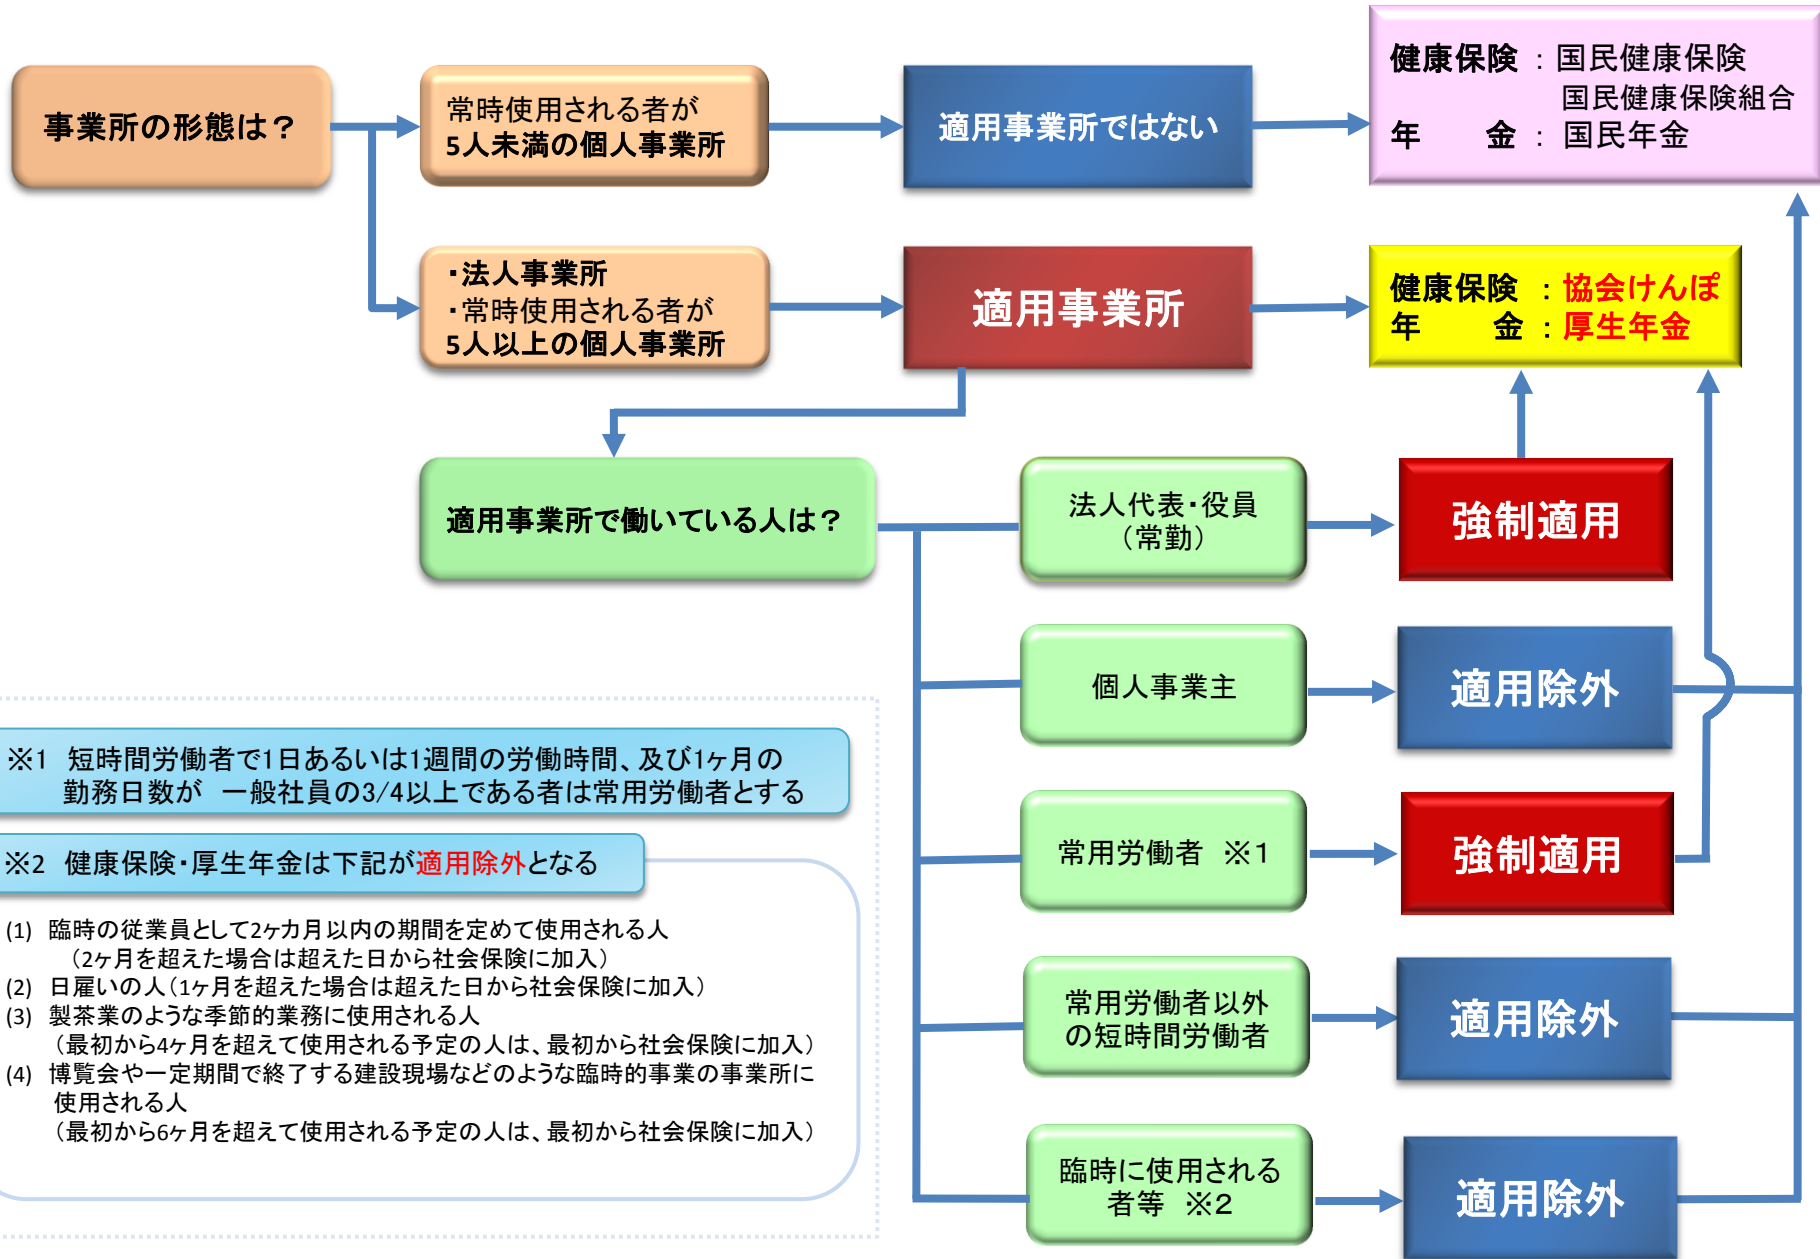 事業所の形態は？
常時使用される者が
5人未満の個人事業所
適用事業所ではない
健康保険 ： 国民健康保険
国民健康保険組合
年　　金 ： 国民年金
・法人事業所
・常時使用される者が
5人以上の個人事業所
適用事業所
健康保険 ： 協会けんぽ
年　　金 ： 厚生年金
適用事業所で働いている人は？
法人代表・役員
（常勤）
強制適用
個人事業主
適用除外
常用労働者 ※1
強制適用
常用労働者以外
の短時間労働者
適用除外
臨時に使用される
者等 ※2
適用除外
※1 短時間労働者で1日あるいは1週間の労働時間、及び1ヶ月の
勤務日数が 一般社員の3/4以上である者は常用労働者とする
※2 健康保険・厚生年金は下記が適用除外となる
(1) 臨時の従業員として2ヶカ月以内の期間を定めて使用される人
（2ヶ月を超えた場合は超えた日から社会保険に加入）
(2) 日雇いの人（1ヶ月を超えた場合は超えた日から社会保険に加入）
(3) 製茶業のような季節的業務に使用される人
（最初から4ヶ月を超えて使用される予定の人は、最初から社会保険に加入）
(4) 博覧会や一定期間で終了する建設現場などのような臨時的事業の事業所に
使用される人
（最初から6ヶ月を超えて使用される予定の人は、最初から社会保険に加入）